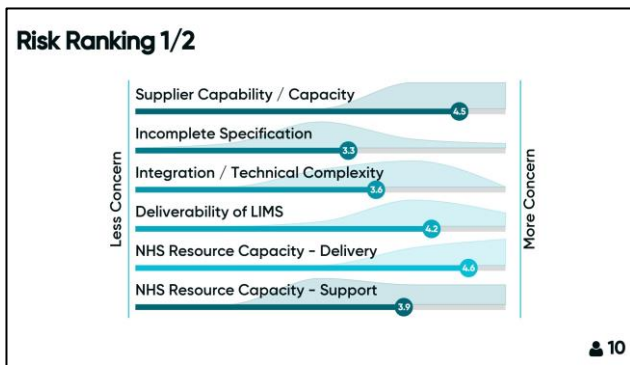 Risk Ranking 1/2
Less Concern
Supplier Capability / Capacity
4.5
Incomplete Specification
3.3
Integration / Technical Complexity
3.6
Deliverability of LIMS
4.2
NHS Resource Capacity - Delivery
4.6
NHS Resource Capacity - Support
3.9
More Concern
10